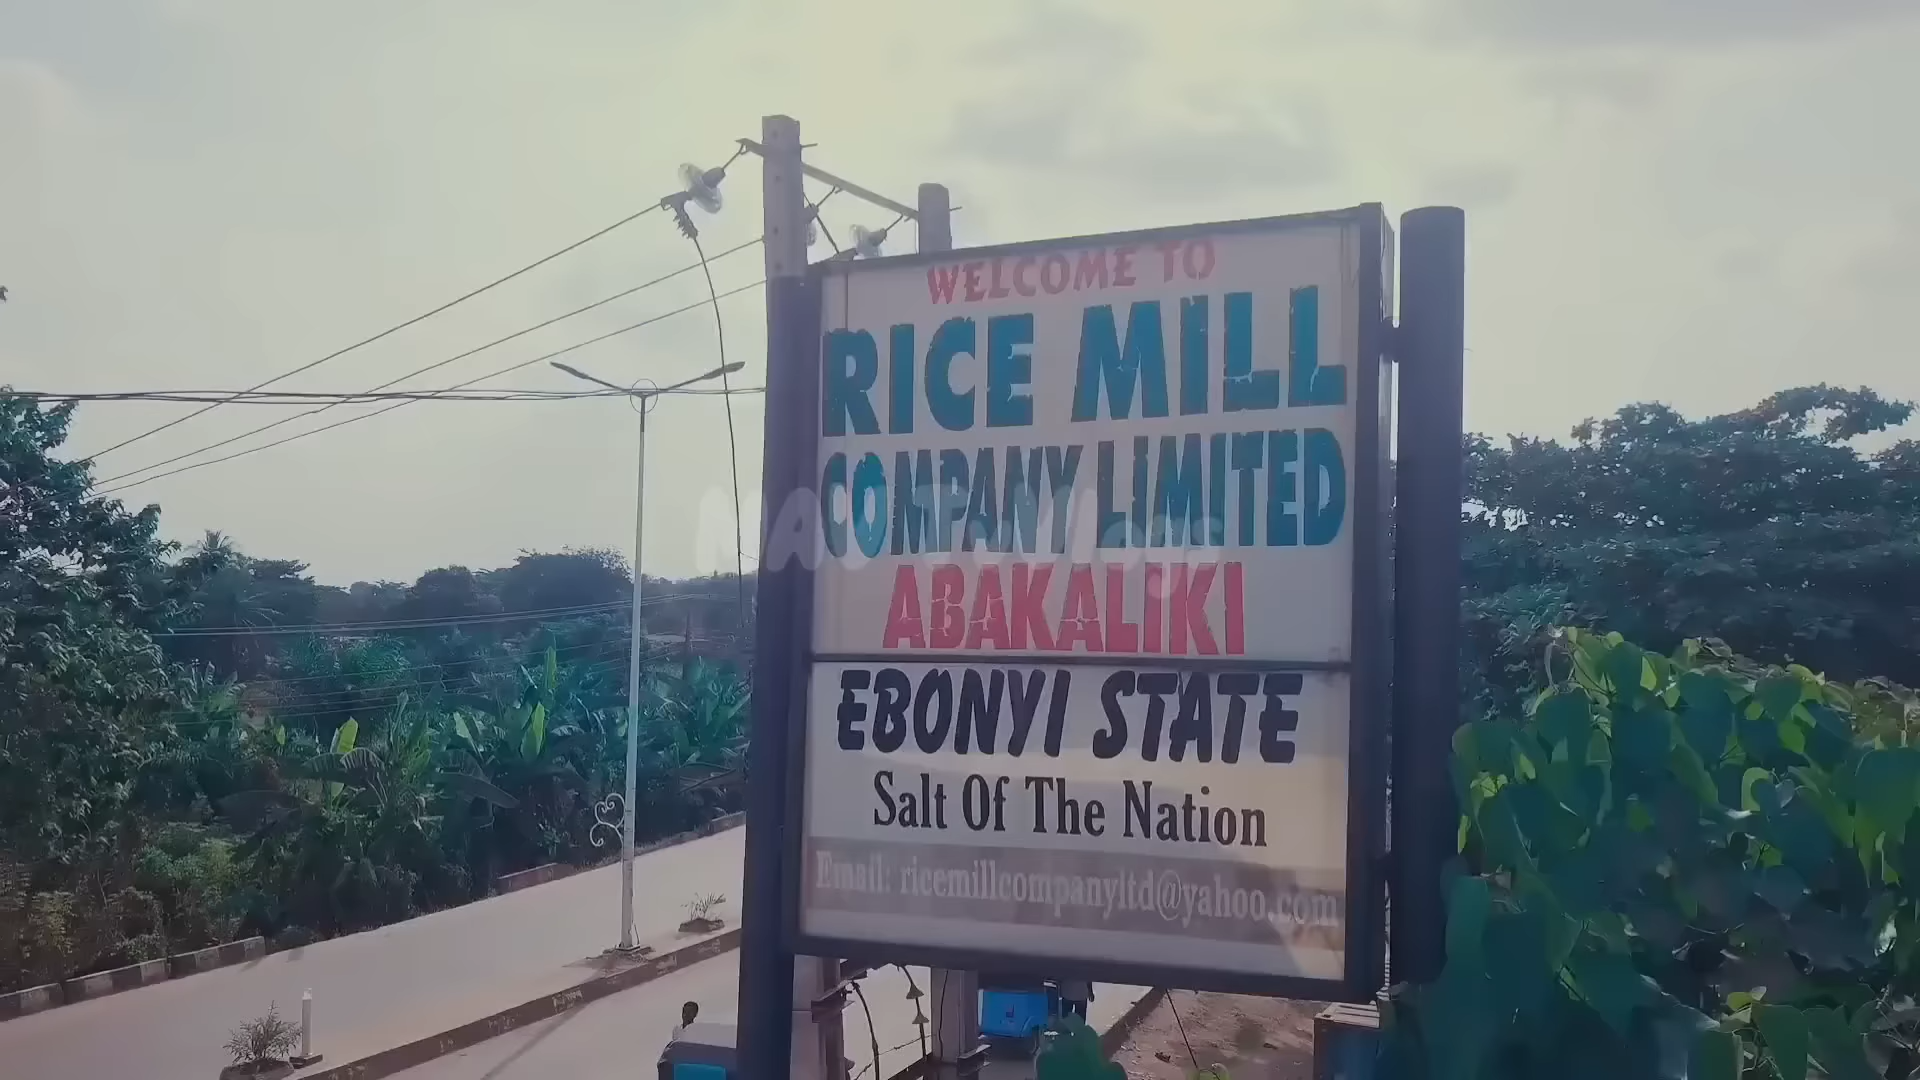 WELCOME TO
RICE MILL
COMPANY LIMITED
ABAKALIKI
EBONYI STATE
Salt Of The Nation
Email: ricemillcompanyltd@yahoo.com